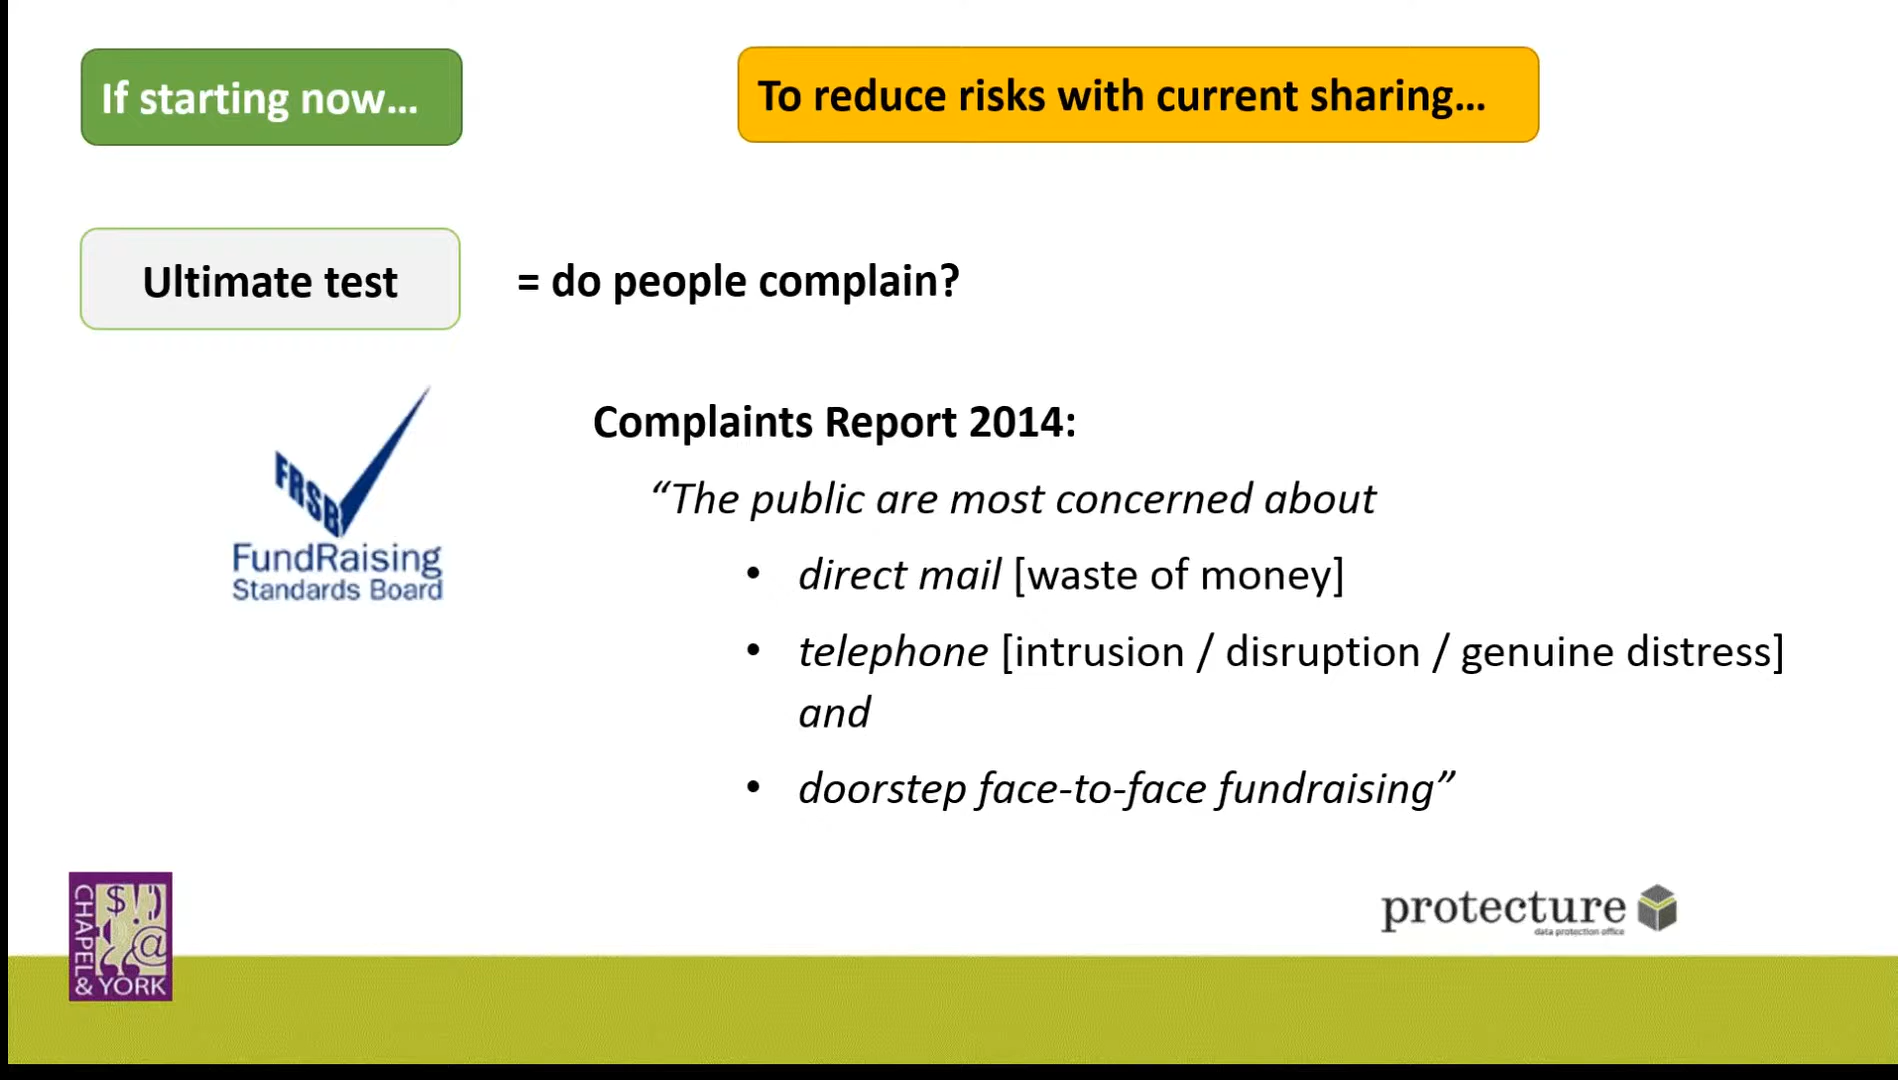 If starting now...
To reduce risks with current sharing...
Ultimate test
= do people complain?
FRSB
FundRaising
Standards Board
Complaints Report 2014:
“The public are most concerned about
• direct mail [waste of money]
• telephone [intrusion / disruption / genuine distress]
and
• doorstep face-to-face fundraising”
CHAPEL
& YORK
$!?)
@
protecture
data protection office